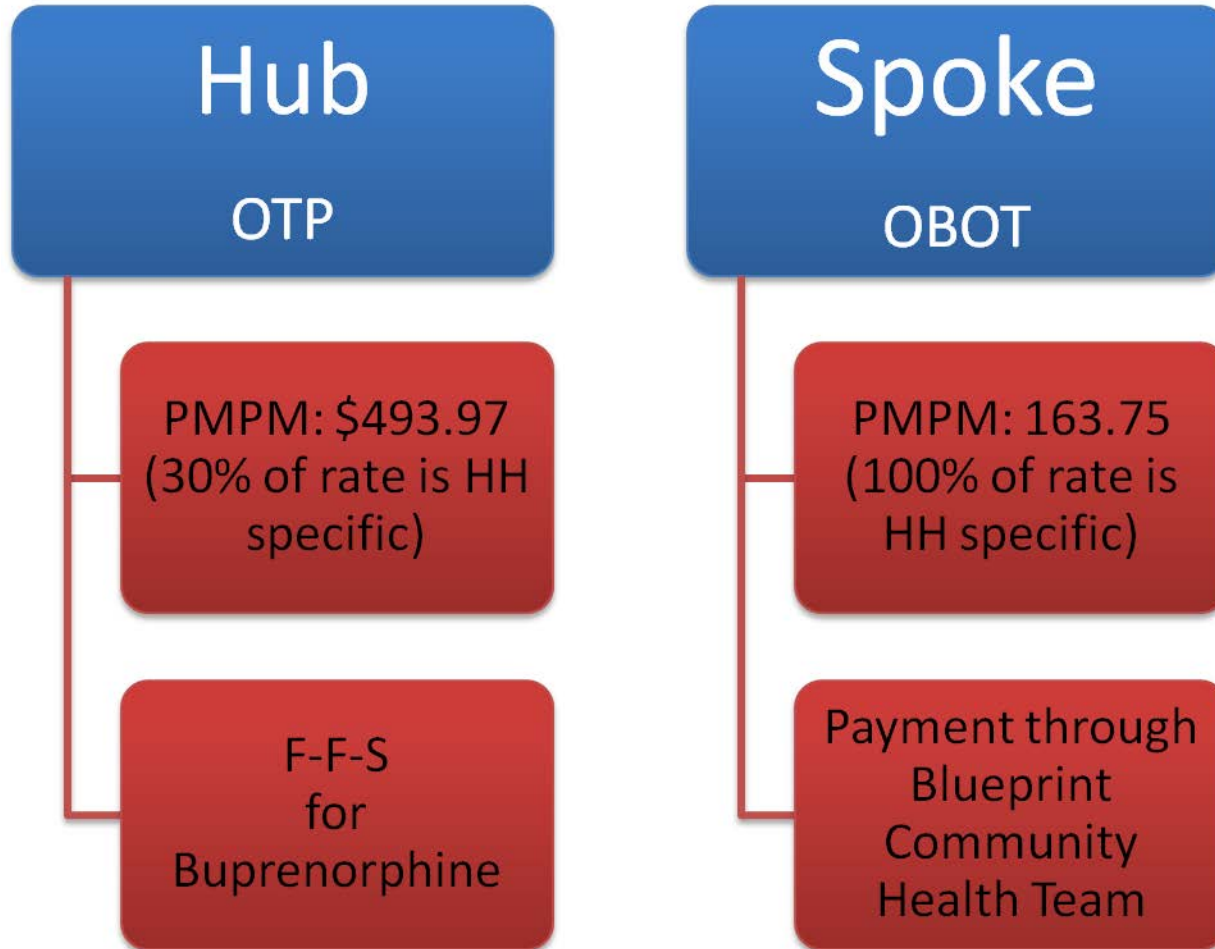 Hub
OTP
PMPM: $493.97
(30% of rate is HH
specific)
F-F-S
for
Buprenorphine
Spoke
OBOT
PMPM: 163.75
(100% of rate is
HH specific)
Payment through
Blueprint
Community
Health Team